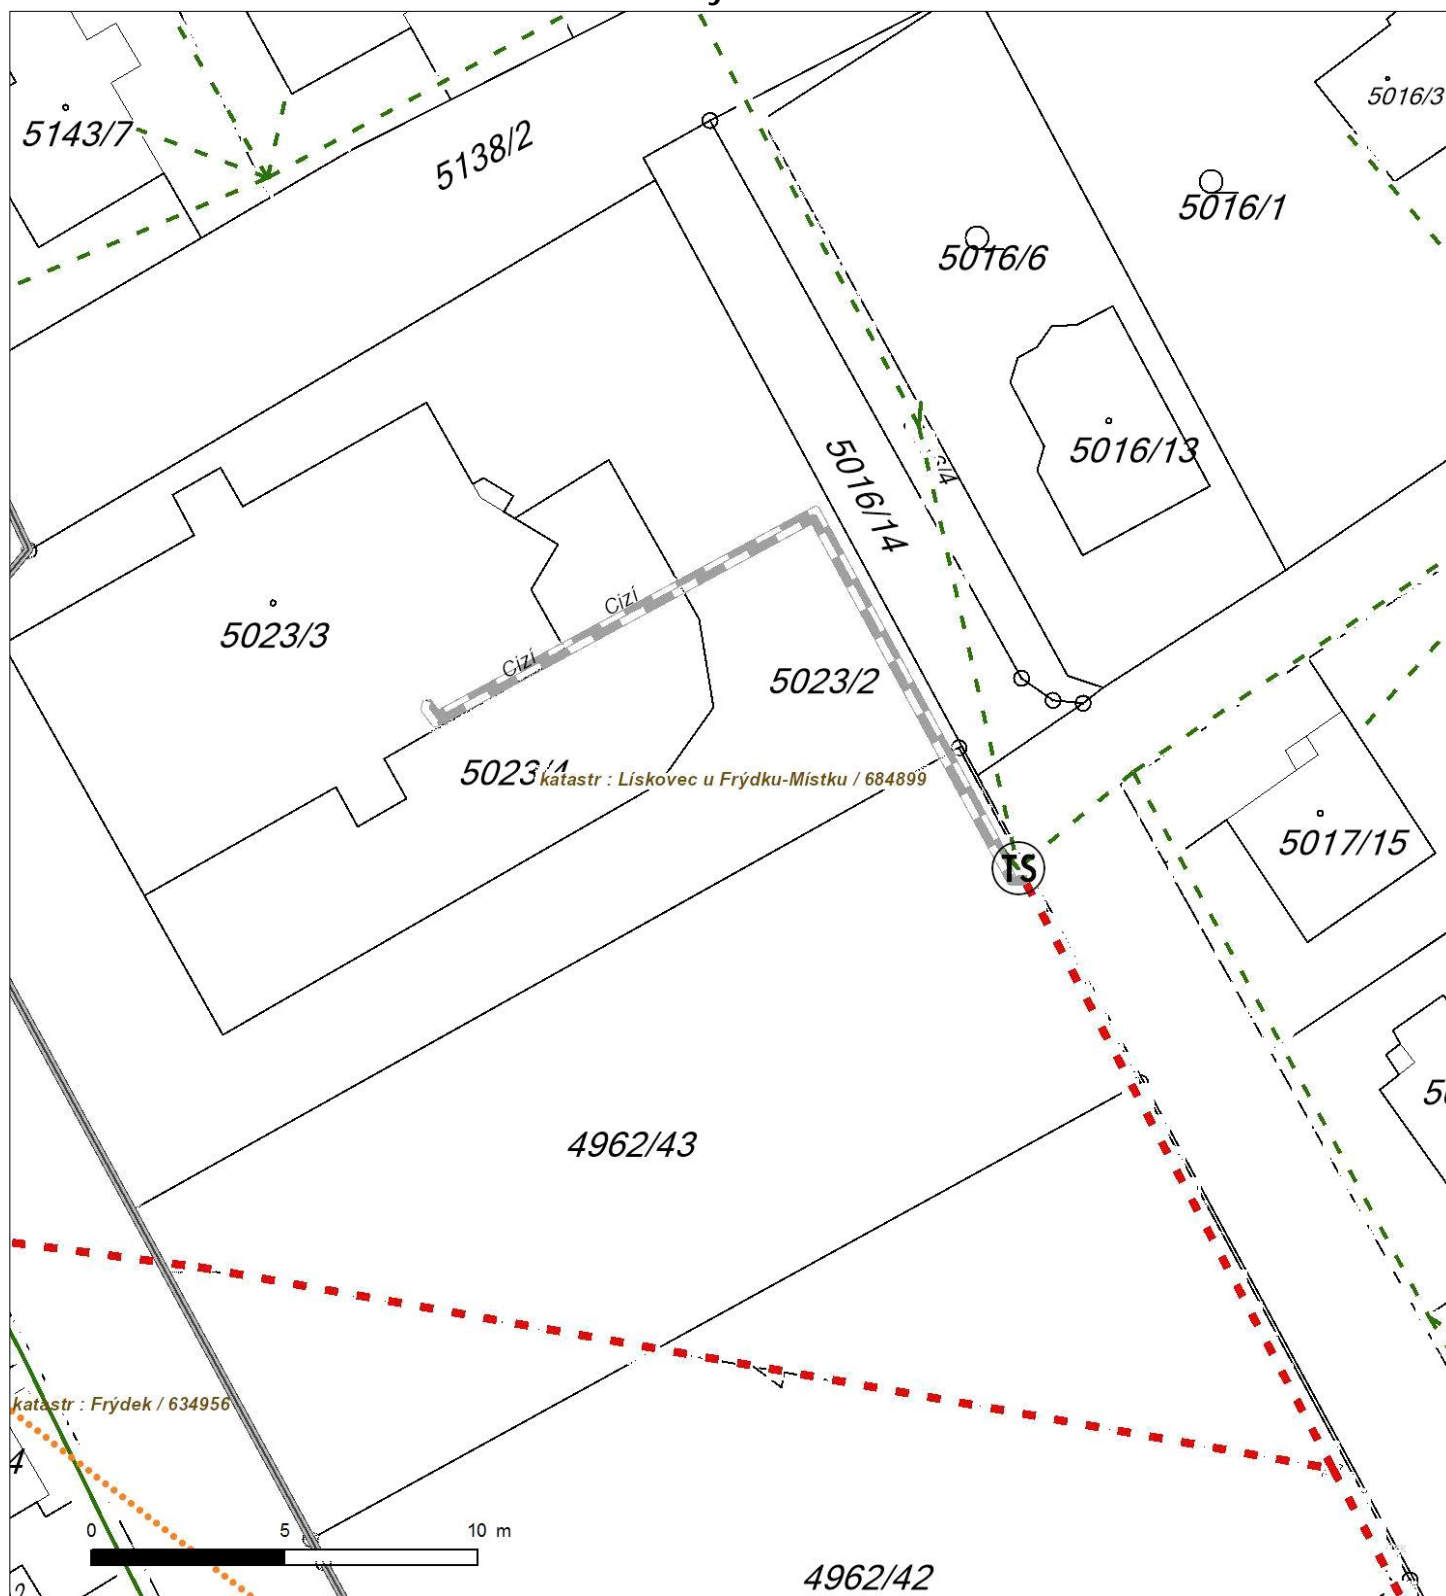 5016/3
5143/7
5138/2
5016/1
5016/6
5016/13
5016/14
Cizí
Cizí
5023/3
5023/2
5023/4
katastr : Lískovec u Frýdku-Místku / 684899
5017/15
TS
4962/43
katastr : Frýdek / 634956
0 5 10 m
4962/42